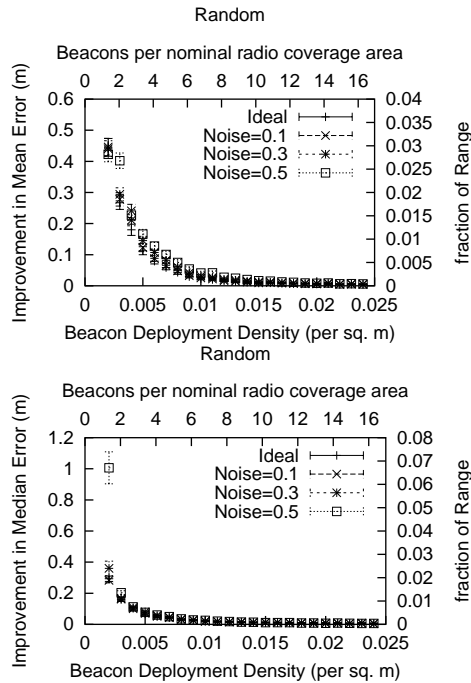 Random
Beacons per nominal radio coverage area
0 2 4 6 8 10 12 14 16
Improvement in Mean Error (m)
0.6
0.5
0.4
0.3
0.2
0.1
0
0.04
0.035
0.03
0.025
0.02
0.015
0.01
0.005
0
fraction of Range
Ideal
Noise=0.1
Noise=0.3
Noise=0.5
0 0.005 0.01 0.015 0.02 0.025
Beacon Deployment Density (per sq. m)
Random
Beacons per nominal radio coverage area
0 2 4 6 8 10 12 14 16
Improvement in Median Error (m)
1.2
1
0.8
0.6
0.4
0.2
0
0.08
0.07
0.06
0.05
0.04
0.03
0.02
0.01
0
fraction of Range
Ideal
Noise=0.1
Noise=0.3
Noise=0.5
0 0.005 0.01 0.015 0.02 0.025
Beacon Deployment Density (per sq. m)